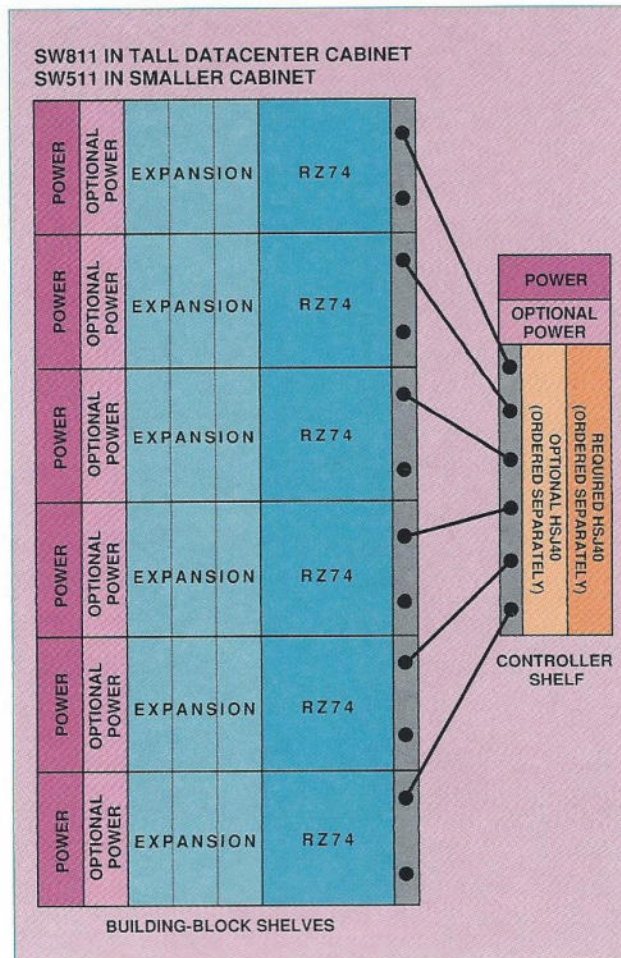 SW811 IN TALL DATACENTER CABINET
SW511 IN SMALLER CABINET
POWER
OPTIONAL
POWER
EXPANSION
RZ74
POWER
OPTIONAL
POWER
EXPANSION
RZ74
POWER
OPTIONAL
POWER
EXPANSION
RZ74
POWER
OPTIONAL
POWER
EXPANSION
RZ74
POWER
OPTIONAL
POWER
EXPANSION
RZ74
POWER
OPTIONAL
POWER
EXPANSION
RZ74
BUILDING-BLOCK SHELVES
POWER
OPTIONAL
POWER
REQUIRED HSJ40
(ORDERED SEPARATELY)
OPTIONAL HSJ40
(ORDERED SEPARATELY)
CONTROLLER
SHELF